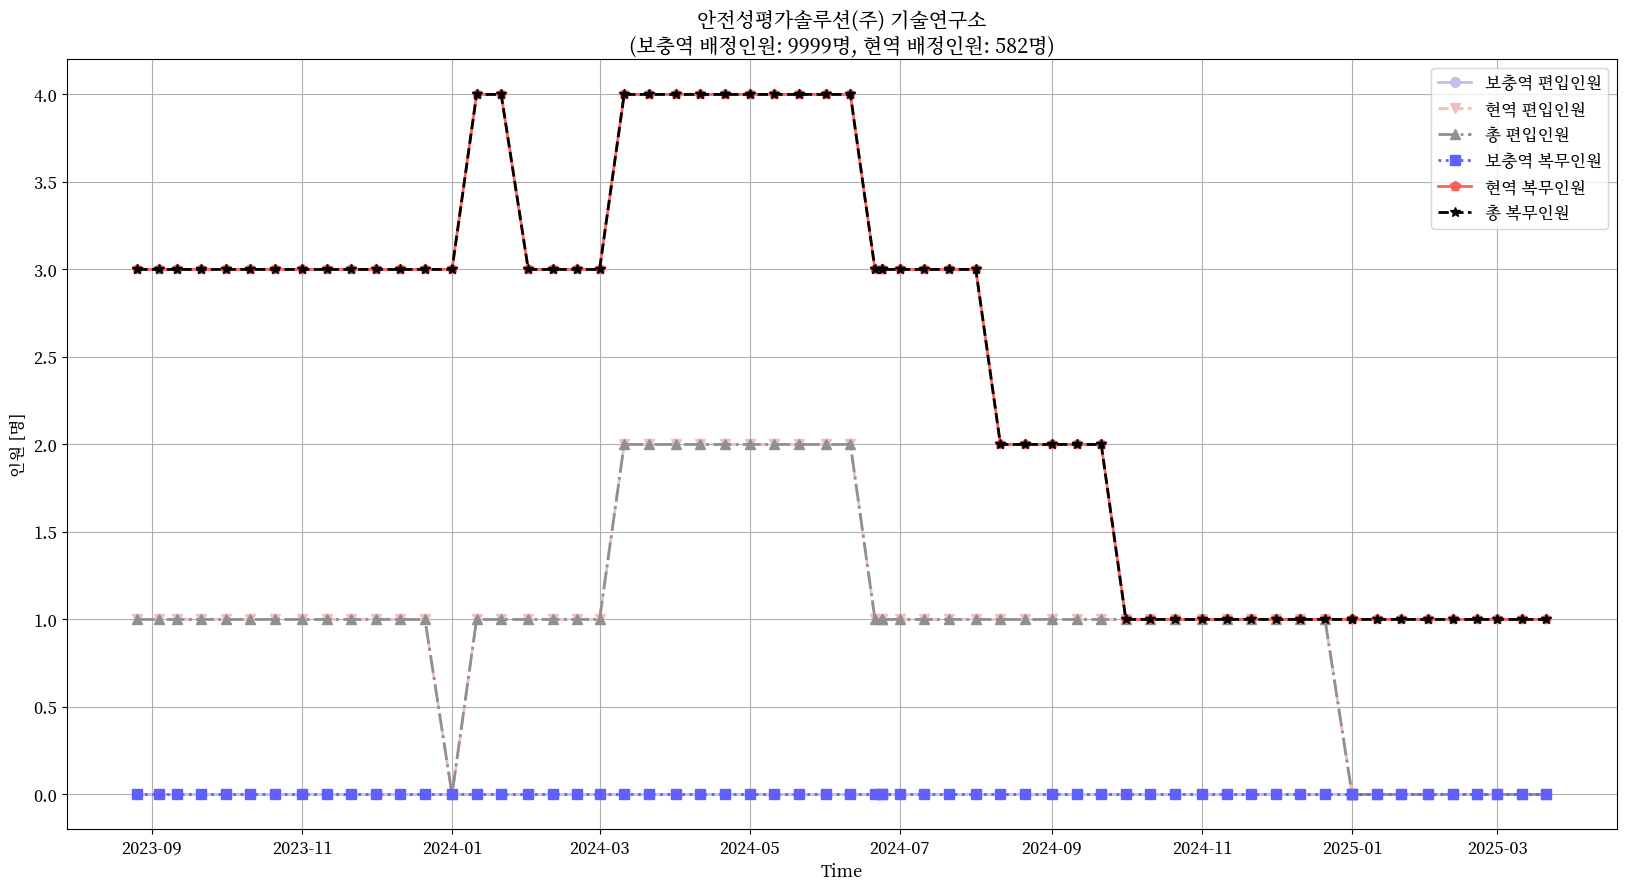 안전성평가솔루션(주) 기술연구소
(보충역 배정인원: 9999명, 현역 배정인원: 582명)
4.0
3.5
3.0
2.5
2.0
1.5
1.0
0.5
0.0
인원 [명]
보충역 편입인원
현역 편입인원
총 편입인원
보충역 복무인원
현역 복무인원
총 복무인원
2023-09
2023-11
2024-01
2024-03
2024-05
2024-07
2024-09
2024-11
2025-01
2025-03
Time